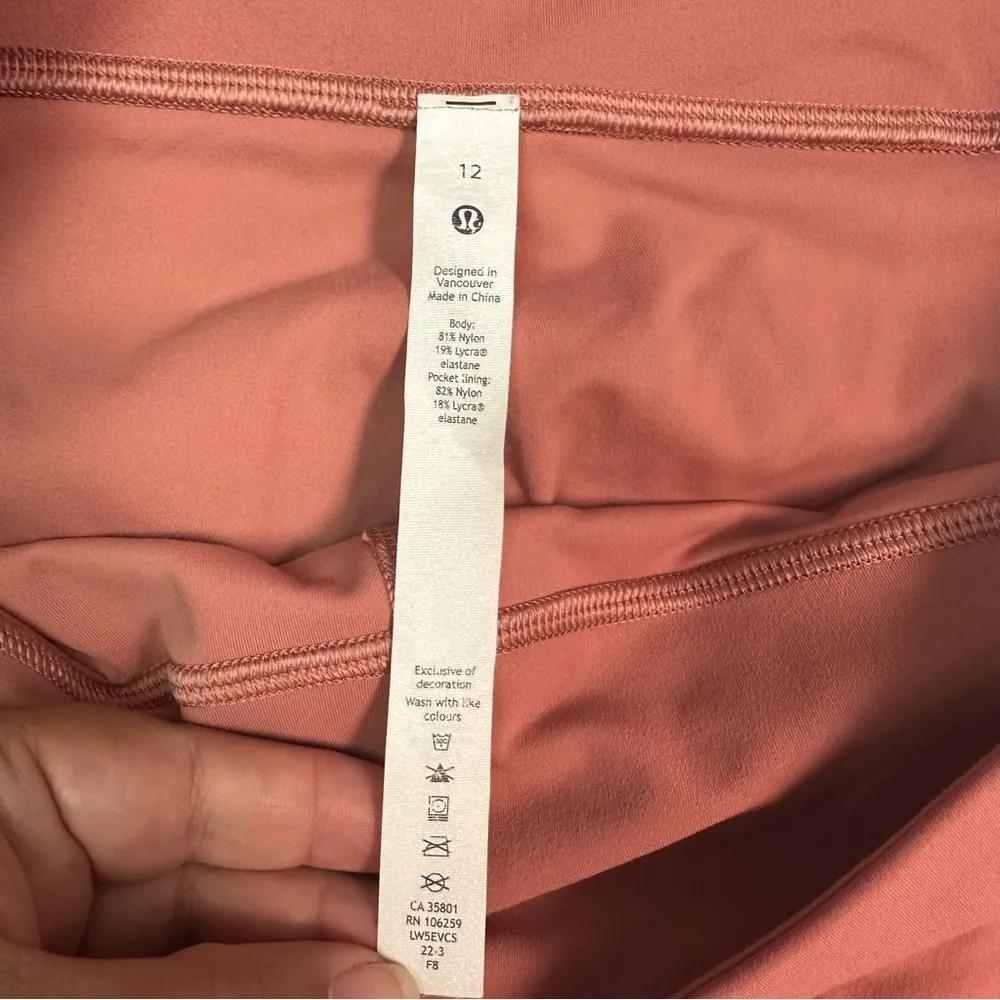 12
Designed in
Vancouver
Made in China
Body:
81% Nylon
19% Lycra®
elastane
Pocket lining:
82% Nylon
18% Lycra®
elastane
Exclusive of
decoration
Wash with like
colours
30C
CA 35801
RN 106259
LW5EVCS
22-3
F8